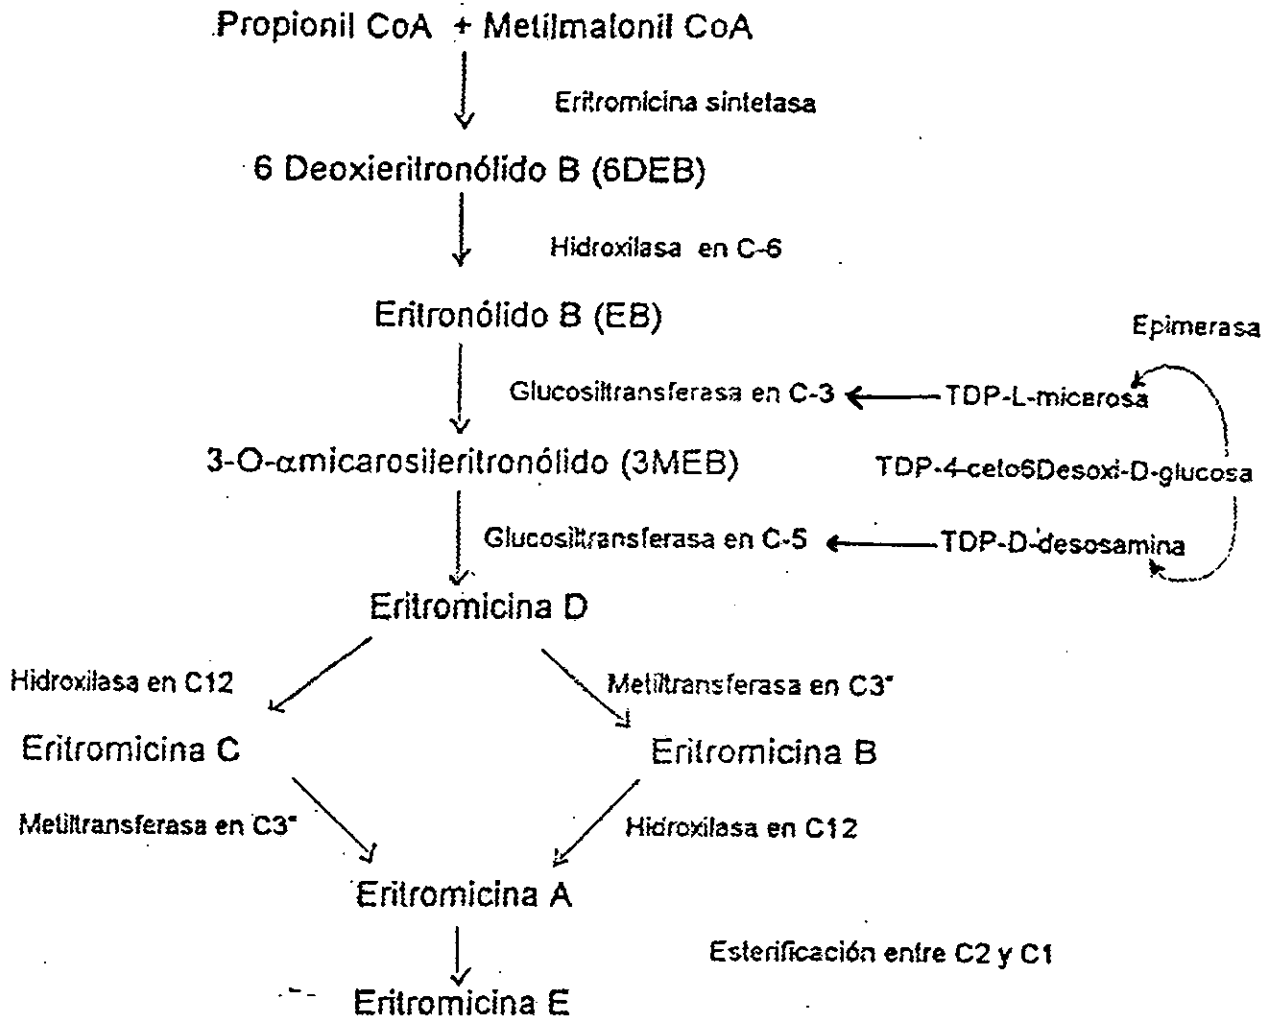 Propionil CoA + Metilmalonil CoA
Eritromicina sintetasa
6 Deoxieritronólido B (6DEB)
Hidroxilasa en C-6
Eritronólido B (EB)
Epimerasa
Glucosiltransferasa en C-3
TDP-L-micarosa
3-O-αmicarosileritronólido (3MEB)
TDP-4-ceto6Desoxi-D-glucosa
Glucosiltransferasa en C-5
TDP-D-desosamina
Eritromicina D
Hidroxilasa en C12
Metiltransferasa en C3"
Eritromicina C
Eritromicina B
Metiltransferasa en C3"
Hidroxilasa en C12
Eritromicina A
Esterificación entre C2 y C1
Eritromicina E